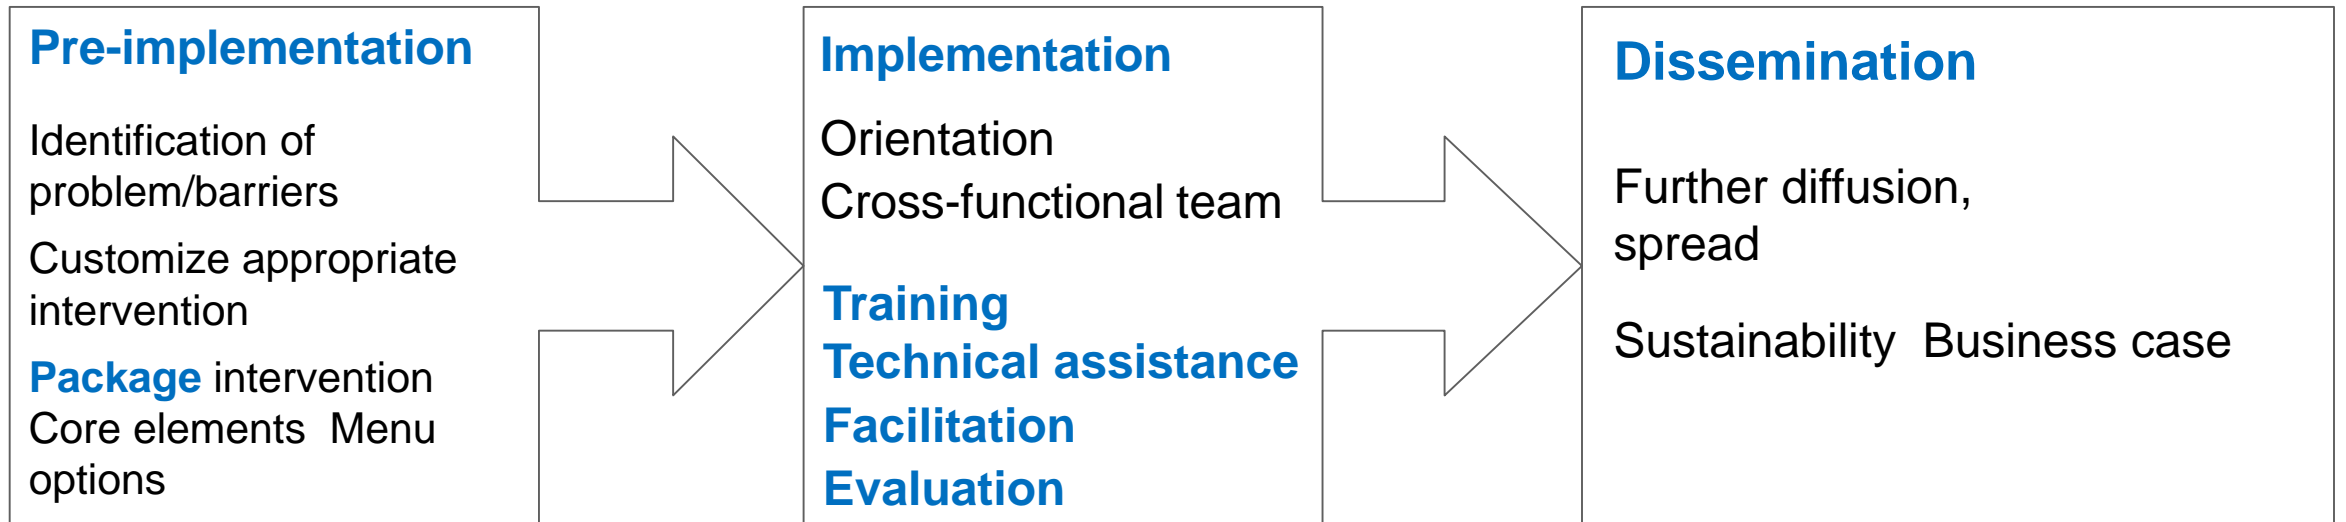 Pre-implementation
Identification of
problem/barriers
Customize appropriate
intervention
Package intervention
Core elements  Menu
options
Implementation
Orientation
Cross-functional team
Training
Technical assistance
Facilitation
Evaluation
Dissemination
Further diffusion,
spread
Sustainability  Business case